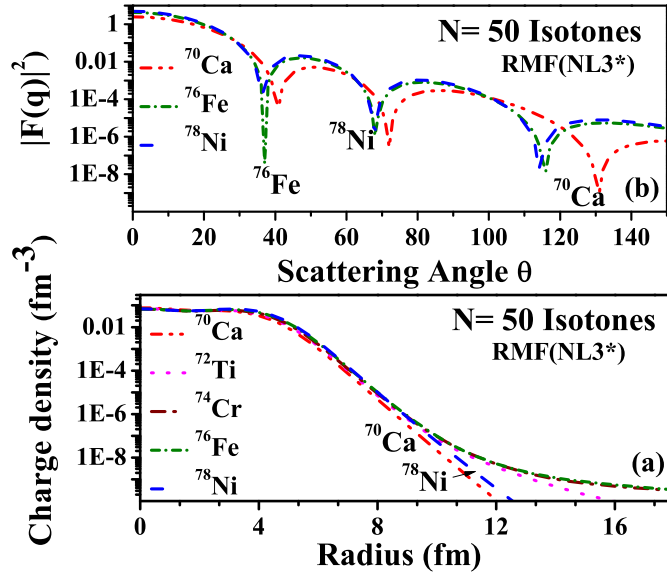 N= 50 Isotones
RMF(NL3*)
⁷⁰Ca
⁷⁶Fe
⁷⁸Ni
⁷⁸Ni
⁷⁶Fe
⁷⁰Ca
(b)
|F(q)|²
1
0.01
1E-4
1E-6
1E-8
0 20 40 60 80 100 120 140
Scattering Angle θ
N= 50 Isotones
RMF(NL3*)
⁷⁰Ca
⁷²Ti
⁷⁴Cr
⁷⁶Fe
⁷⁸Ni
⁷⁰Ca
⁷⁸Ni
(a)
Charge density (fm⁻³)
0.01
1E-4
1E-6
1E-8
0 4 8 12 16
Radius (fm)